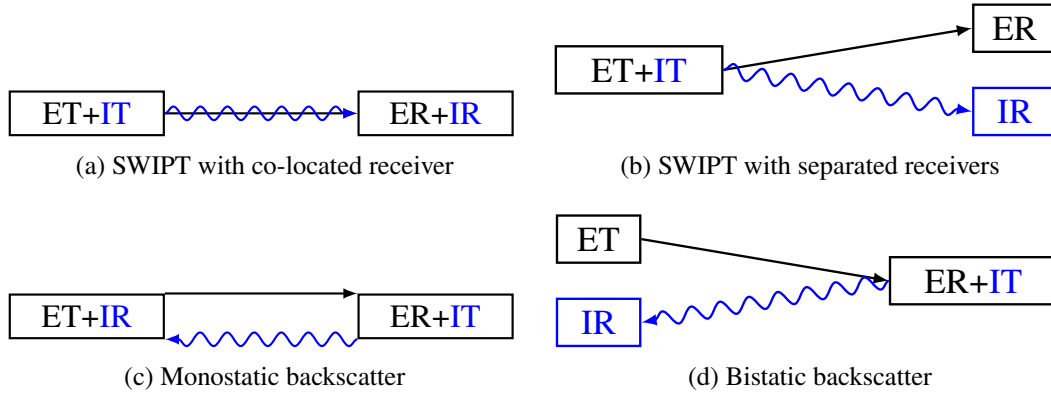 ET+IT
ER+IR
(a) SWIPT with co-located receiver
ET+IT
ER
IR
(b) SWIPT with separated receivers
ET+IR
ER+IT
(c) Monostatic backscatter
ET
ER+IT
IR
(d) Bistatic backscatter